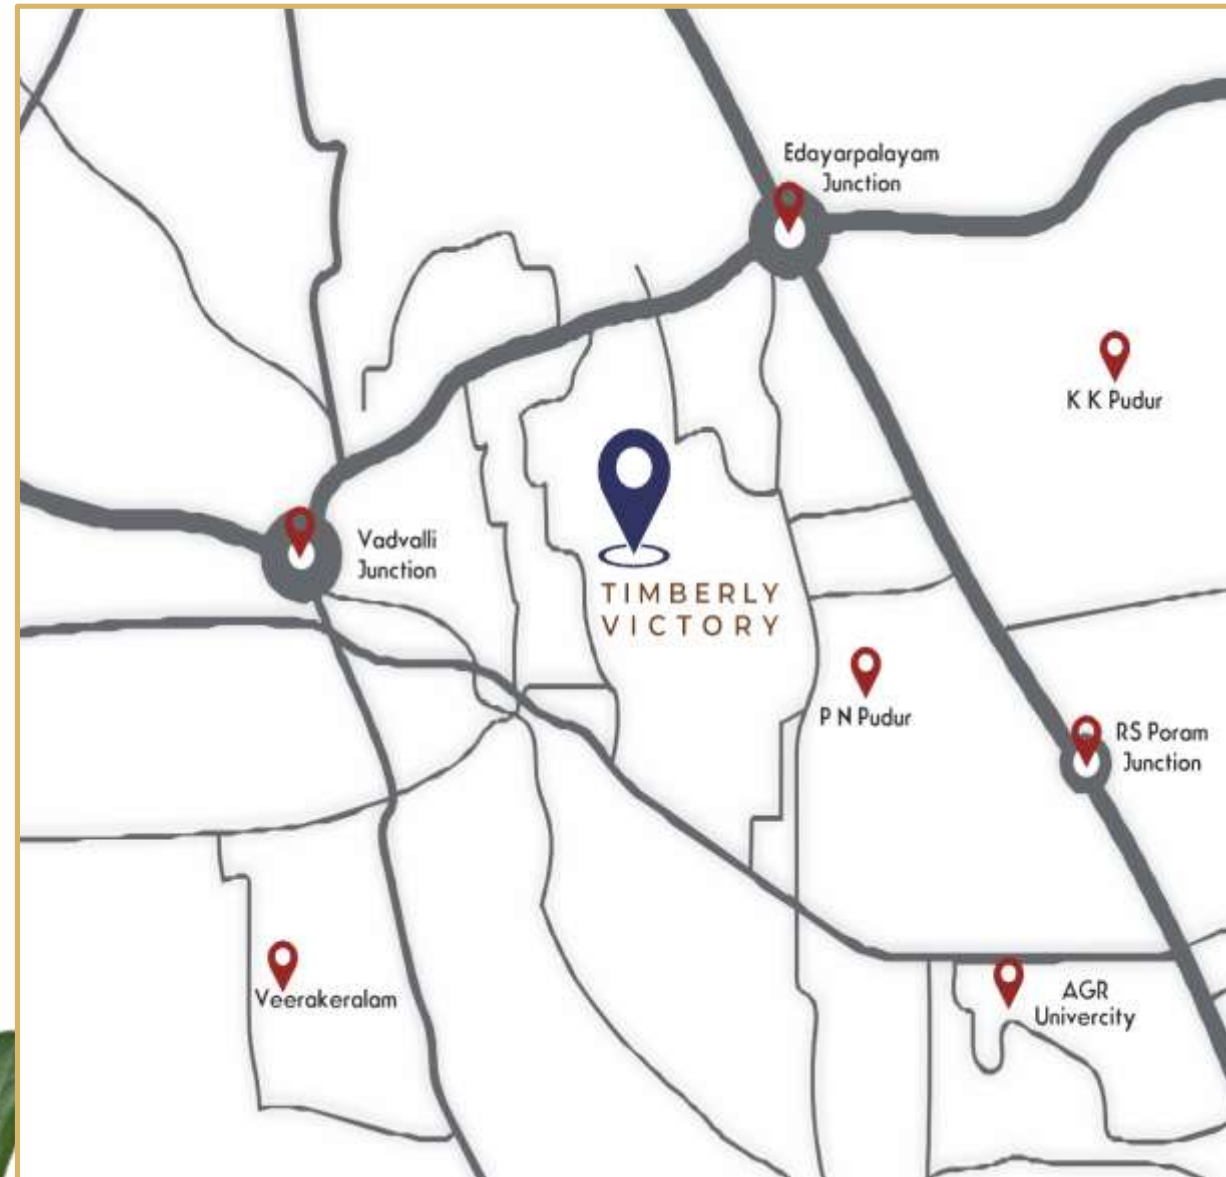 Edayarpalayam
Junction
K K Pudur
Vadvalli
Junction
TIMBERLY
VICTORY
P N Pudur
RS Poram
Junction
Veerakeralam
AGR
Univercity